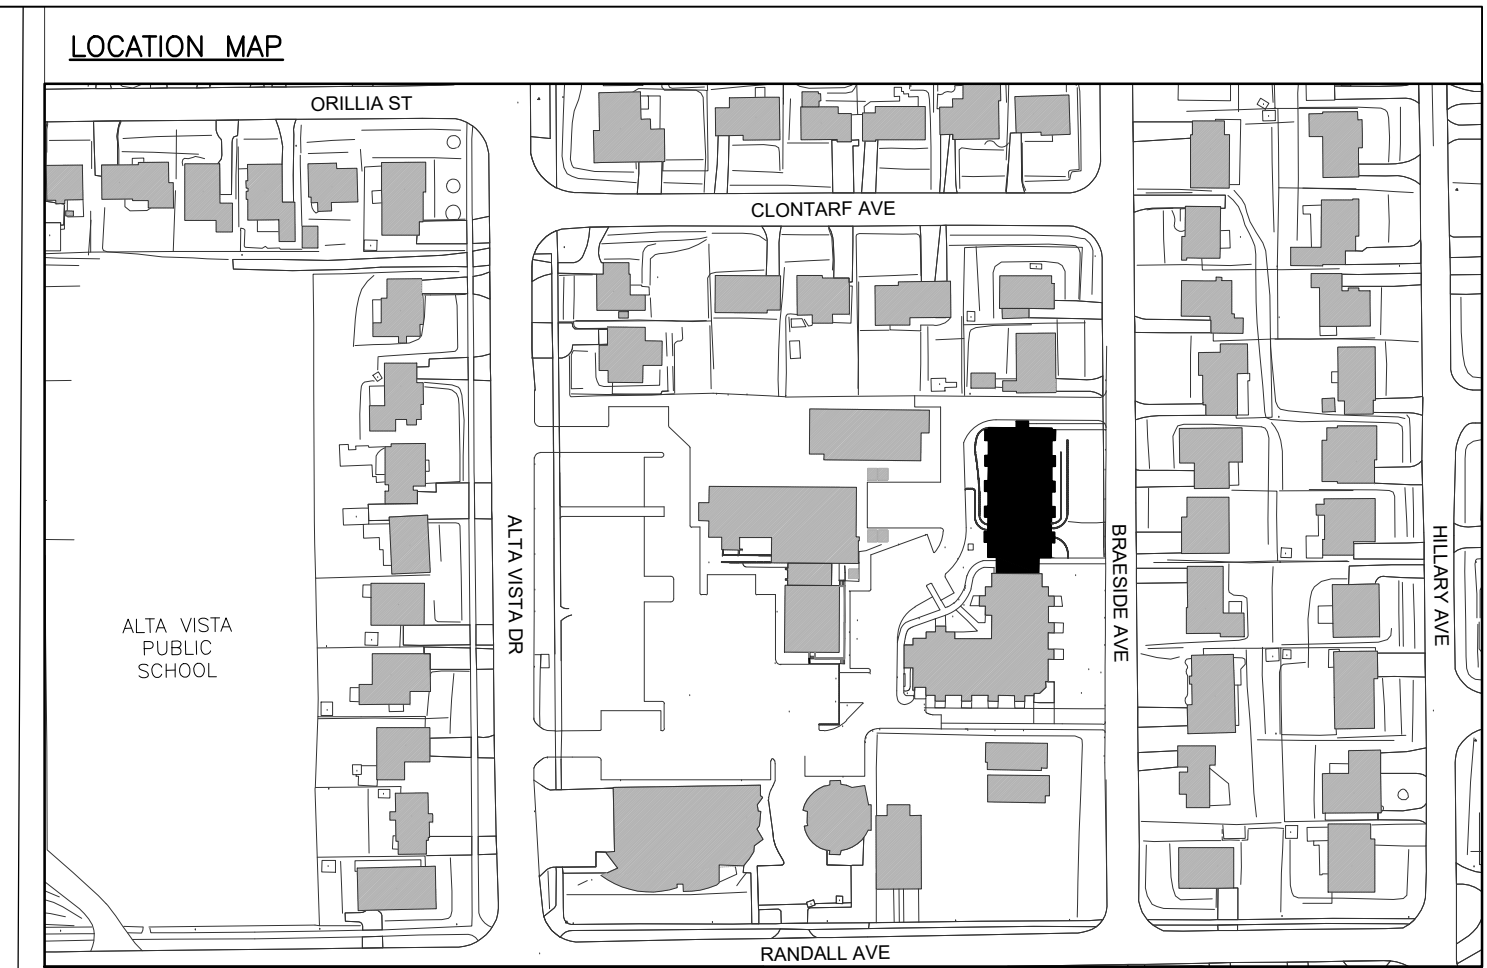 LOCATION MAP
ORILLIA ST
CLONTARF AVE
ALTA VISTA DR
BRAESIDE AVE
HILLARY AVE
ALTA VISTA
PUBLIC
SCHOOL
RANDALL AVE